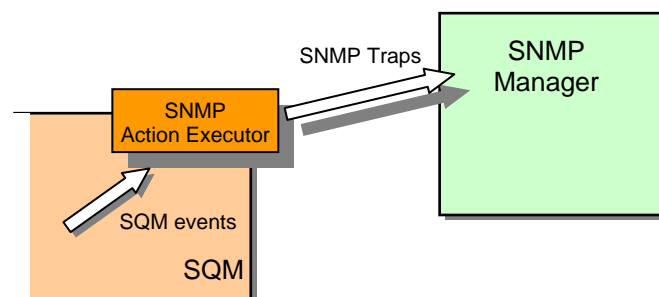 SNMP Traps
SNMP
Manager
SNMP
Action Executor
SQM events
SQM